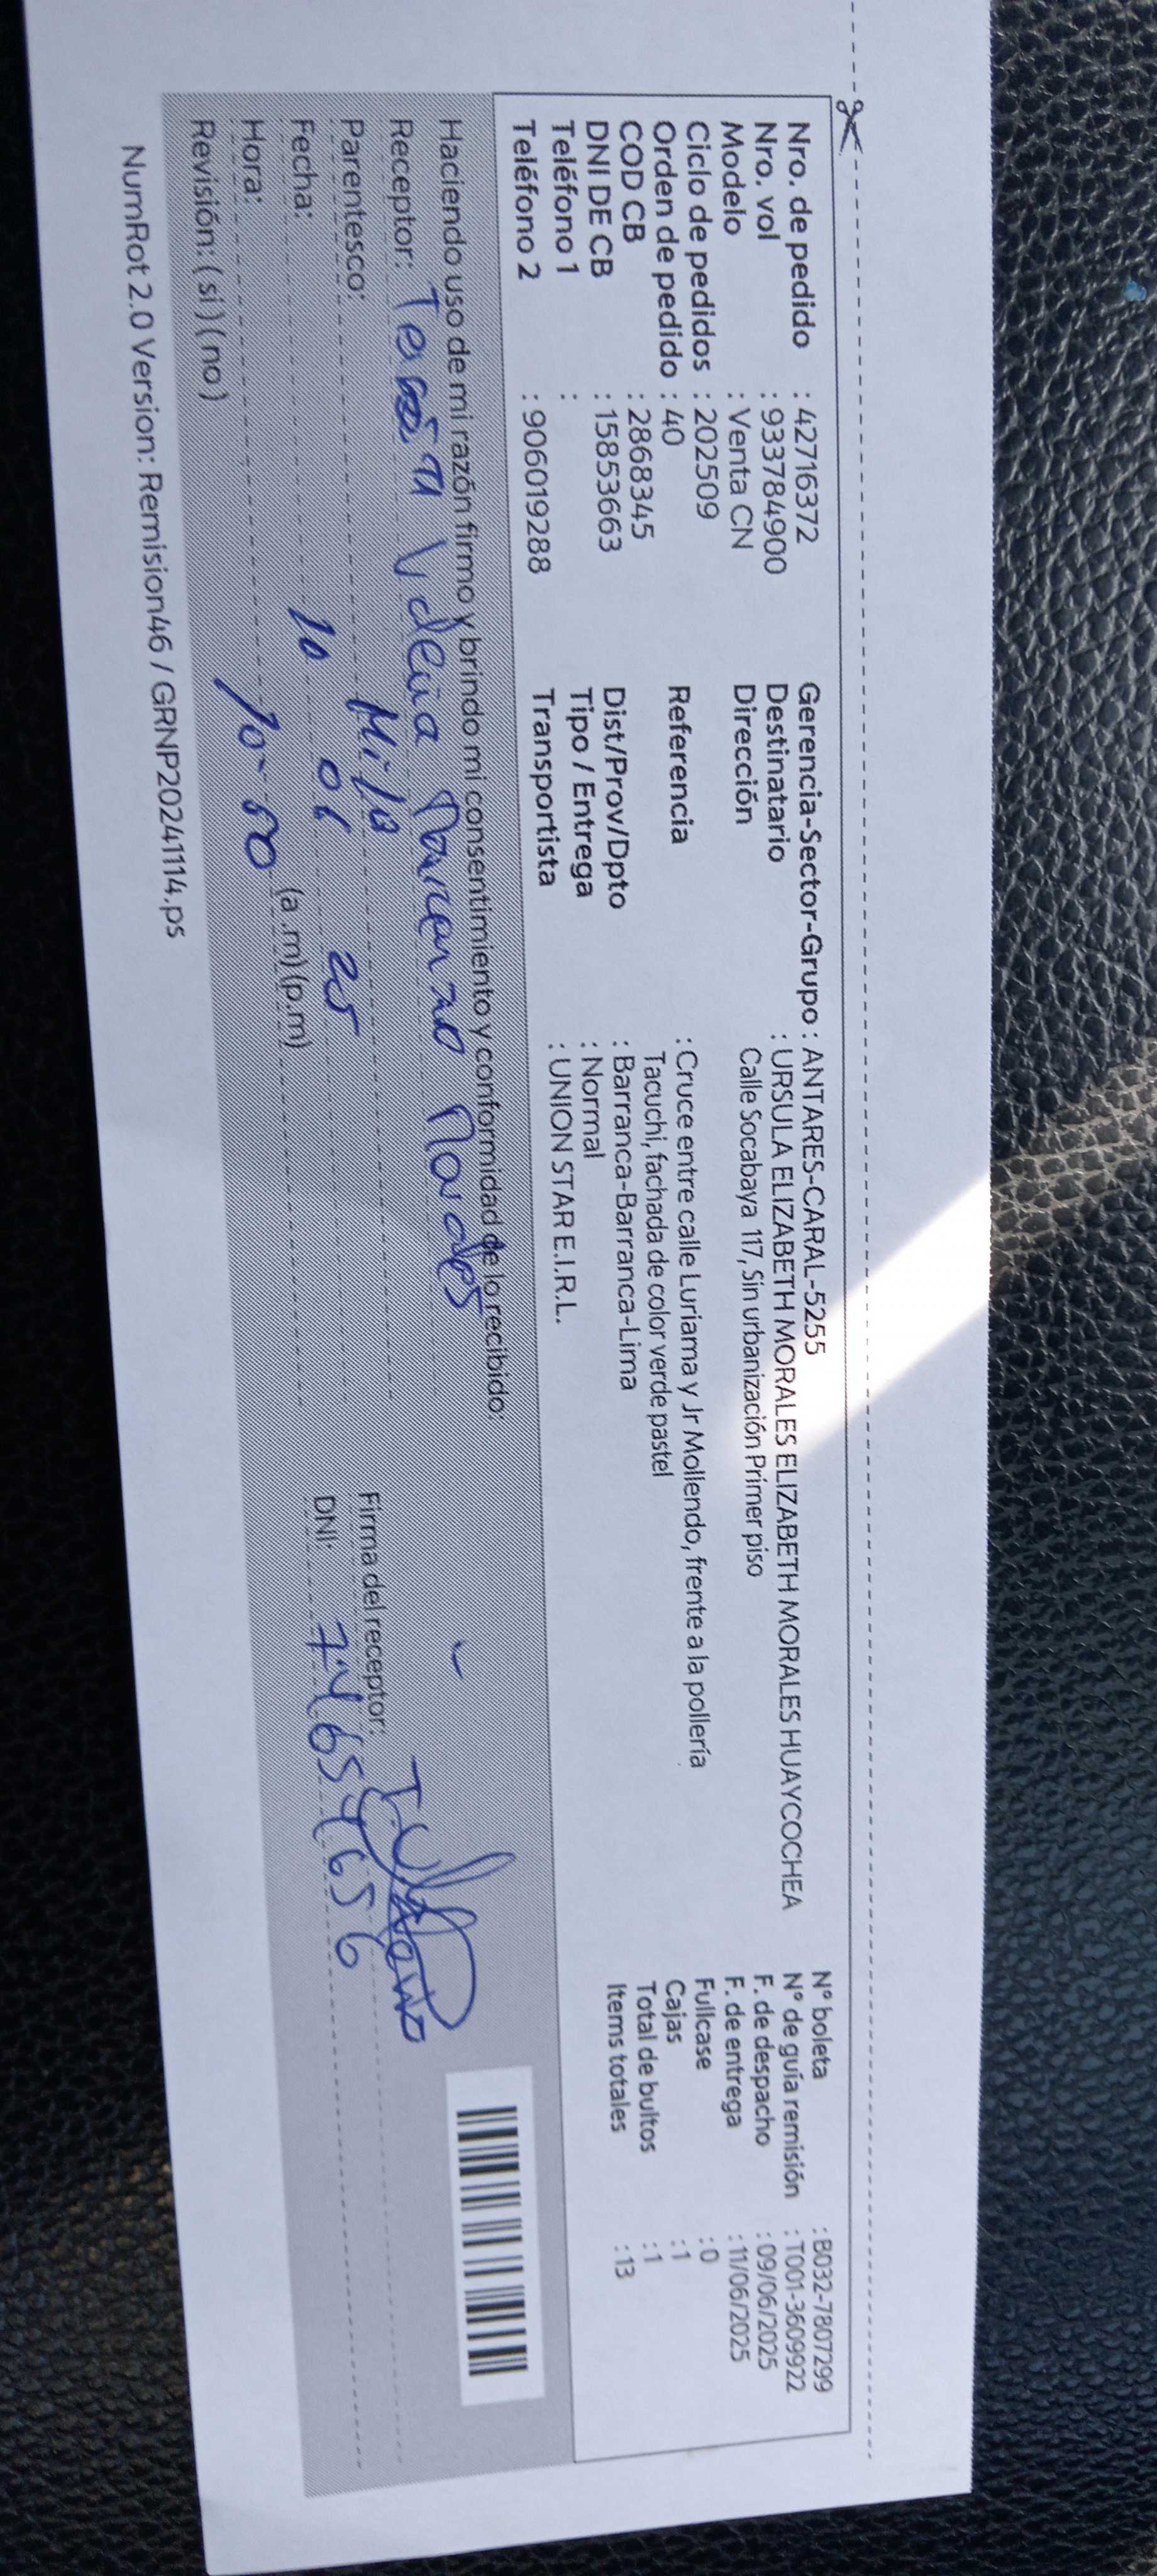 Nro. de pedido : 42716372
Nro. vol : 933784900
Modelo : Venta CN
Ciclo de pedidos : 202509
Orden de pedido : 40
COD CB : 2868345
DNI DE CB : 15853663
Teléfono 1 :
Teléfono 2 : 906019288
Gerencia-Sector-Grupo : ANTARES-CARAL-5255
Destinatario : URSULA ELIZABETH MORALES ELIZABETH MORALES HUAYCOCHEA
Dirección Calle Socabaya 117, Sin urbanización Primer piso
Referencia : Cruce entre calle Luriama y Jr Mollendo, frente a la pollería
Tacuchi, fachada de color verde pastel
Dist/Prov/Dpto : Barranca-Barranca-Lima
Tipo / Entrega : Normal
Transportista : UNION STAR E.I.R.L.
N° boleta : B032-7807299
N° de guía remisión : T001-3609922
F. de despacho : 09/06/2025
F. de entrega : 11/06/2025
Fullcase : 0
Cajas : 1
Total de bultos : 1
Items totales : 13
Haciendo uso de mi razón firmo y brindo mi consentimiento y conformidad de lo recibido:
Receptor: Morales
Parentesco:
Fecha: 10 06 25
Hora: 10 50 (a .m) (p.m)
Revisión: ( si ) ( no )
Firma del receptor:
DNI: 74654656
NumRot 2.0 Version: Remision46 / GRNP20241114.ps